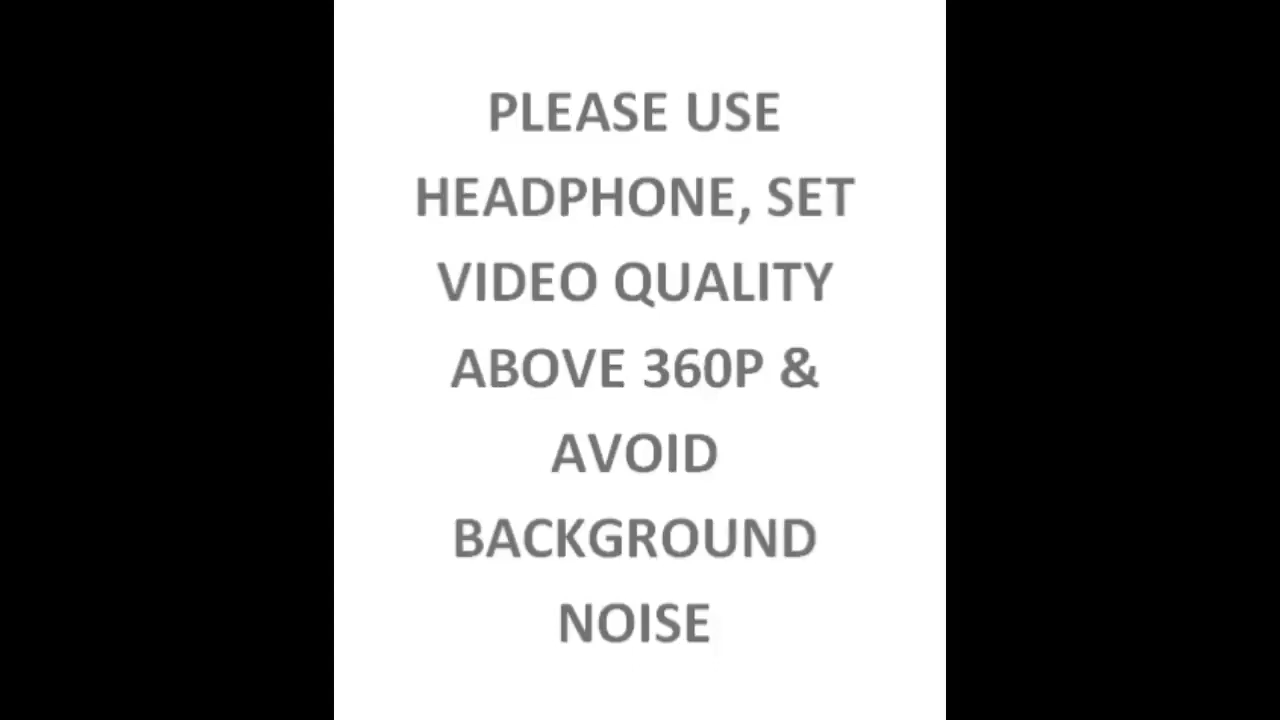 PLEASE USE
HEADPHONE, SET
VIDEO QUALITY
ABOVE 360P &
AVOID
BACKGROUND
NOISE